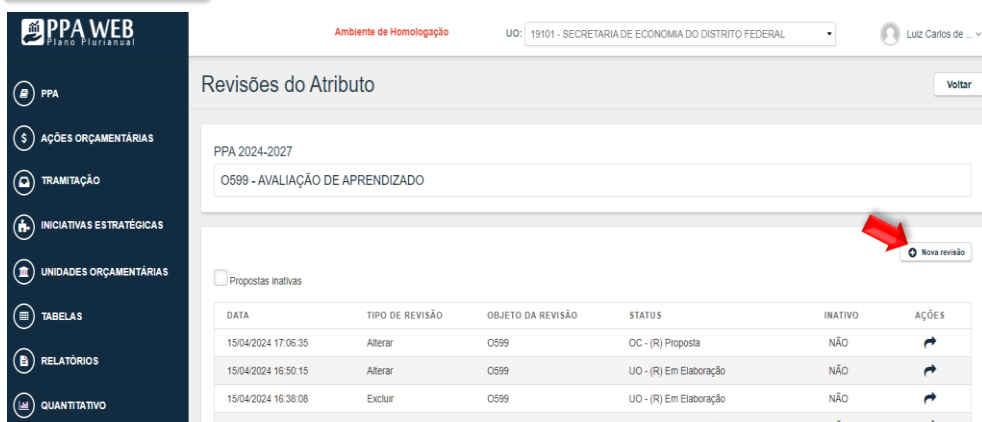 PPA WEB
Plano Plurianual
Ambiente de Homologação
UO: 19101 - SECRETARIA DE ECONOMIA DO DISTRITO FEDERAL
Luiz Carlos de ...
PPA
AÇÕES ORÇAMENTÁRIAS
TRAMITAÇÃO
INICIATIVAS ESTRATÉGICAS
UNIDADES ORÇAMENTÁRIAS
TABELAS
RELATÓRIOS
QUANTITATIVO
Revisões do Atributo
Voltar
PPA 2024-2027
O599 - AVALIAÇÃO DE APRENDIZADO
Nova revisão
Propostas inativas
DATA TIPO DE REVISÃO OBJETO DA REVISÃO STATUS INATIVO AÇÕES
15/04/2024 17:06:35 Alterar O599 OC - (R) Proposta NÃO
15/04/2024 16:50:15 Alterar O599 UO - (R) Em Elaboração NÃO
15/04/2024 16:38:08 Excluir O599 UO - (R) Em Elaboração NÃO